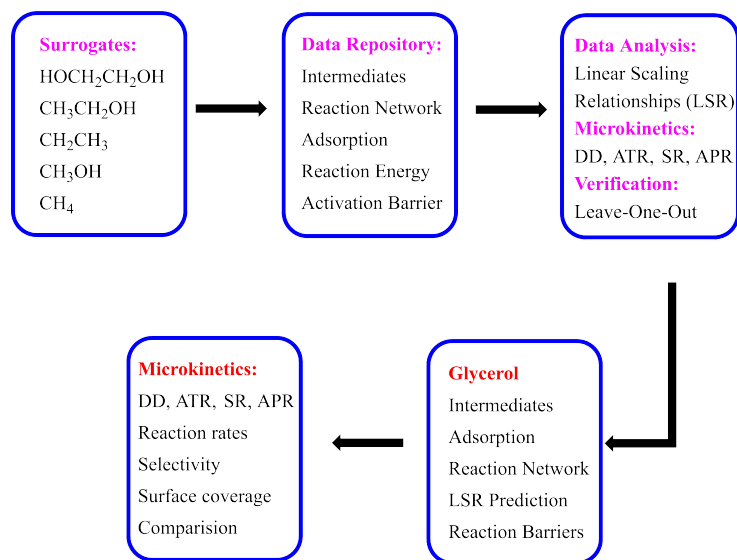 Surrogates:
HOCH₂CH₂OH
CH₃CH₂OH
CH₂CH₃
CH₃OH
CH₄
Data Repository:
Intermediates
Reaction Network
Adsorption
Reaction Energy
Activation Barrier
Data Analysis:
Linear Scaling
Relationships (LSR)
Microkinetics:
DD, ATR, SR, APR
Verification:
Leave-One-Out
Microkinetics:
DD, ATR, SR, APR
Reaction rates
Selectivity
Surface coverage
Comparision
Glycerol
Intermediates
Adsorption
Reaction Network
LSR Prediction
Reaction Barriers